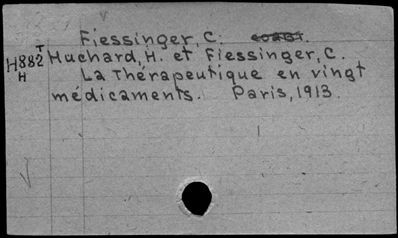 Fiessinger, C.
T
H882 Huchard, H. et Fiessinger, C.
H La Thérapeutique en vingt
médicaments. Paris, 1913.